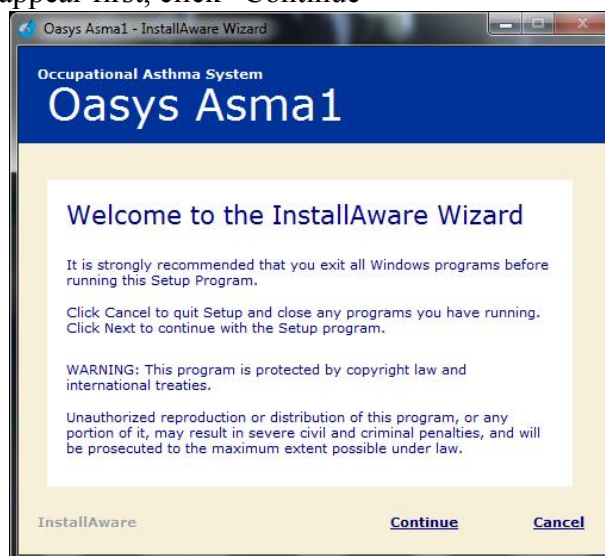 appear first, click "Continue"
Oasys Asma1 - InstallAware Wizard
Occupational Asthma System
Oasys Asma1
Welcome to the InstallAware Wizard
It is strongly recommended that you exit all Windows programs before
running this Setup Program.
Click Cancel to quit Setup and close any programs you have running.
Click Next to continue with the Setup program.
WARNING: This program is protected by copyright law and
international treaties.
Unauthorized reproduction or distribution of this program, or any
portion of it, may result in severe civil and criminal penalties, and will
be prosecuted to the maximum extent possible under law.
InstallAware
Continue
Cancel